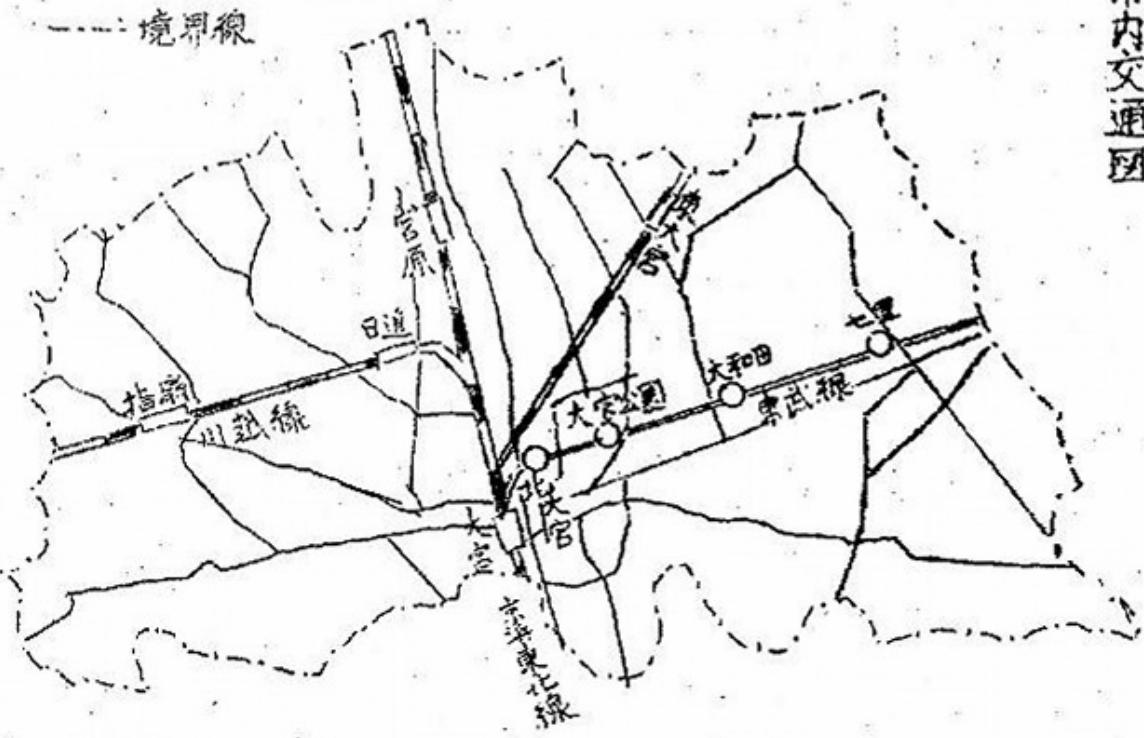 境界線
市内交通図
宮原
東大宮
日進
七里
指扇
大和田
川越線
大宮公園
東武線
北大宮
大宮
京浜東北線